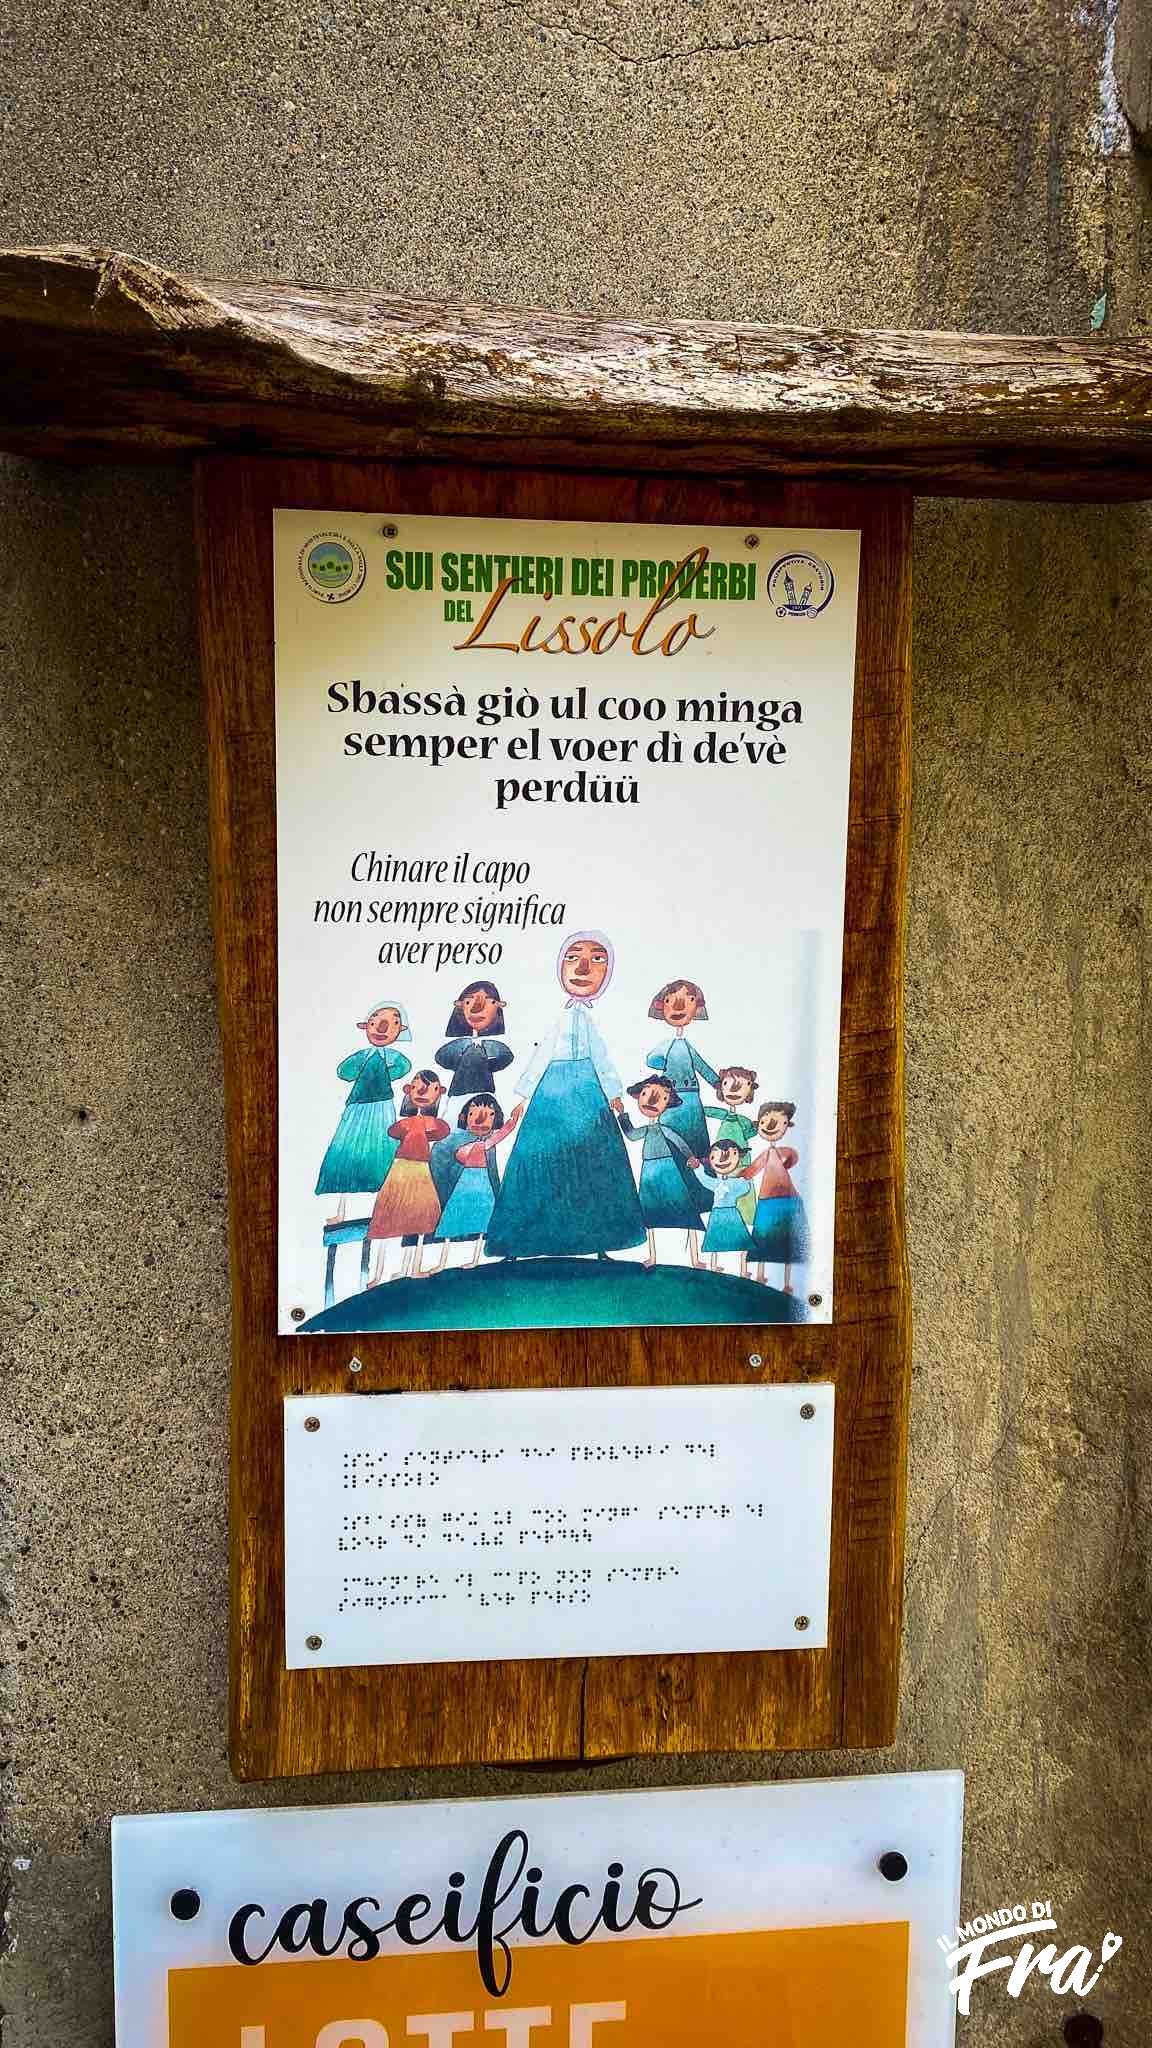 SUI SENTIERI DEI PROVERBI
DEL Lissolo
Sbassà giò ul coo minga
semper el voer dì de'vè
perdüü
Chinare il capo
non sempre significa
aver perso
caseificio
IL MONDO DI
Fra'